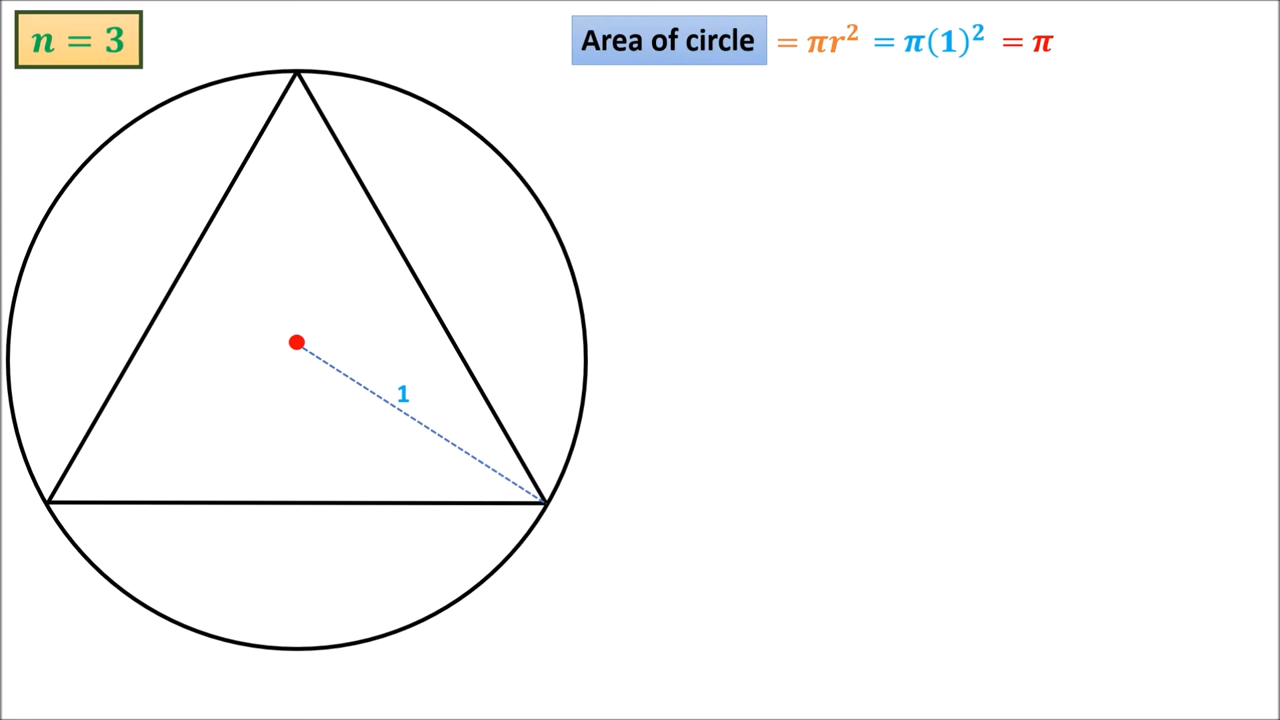 n = 3
Area of circle = πr² = π(1)² = π
1